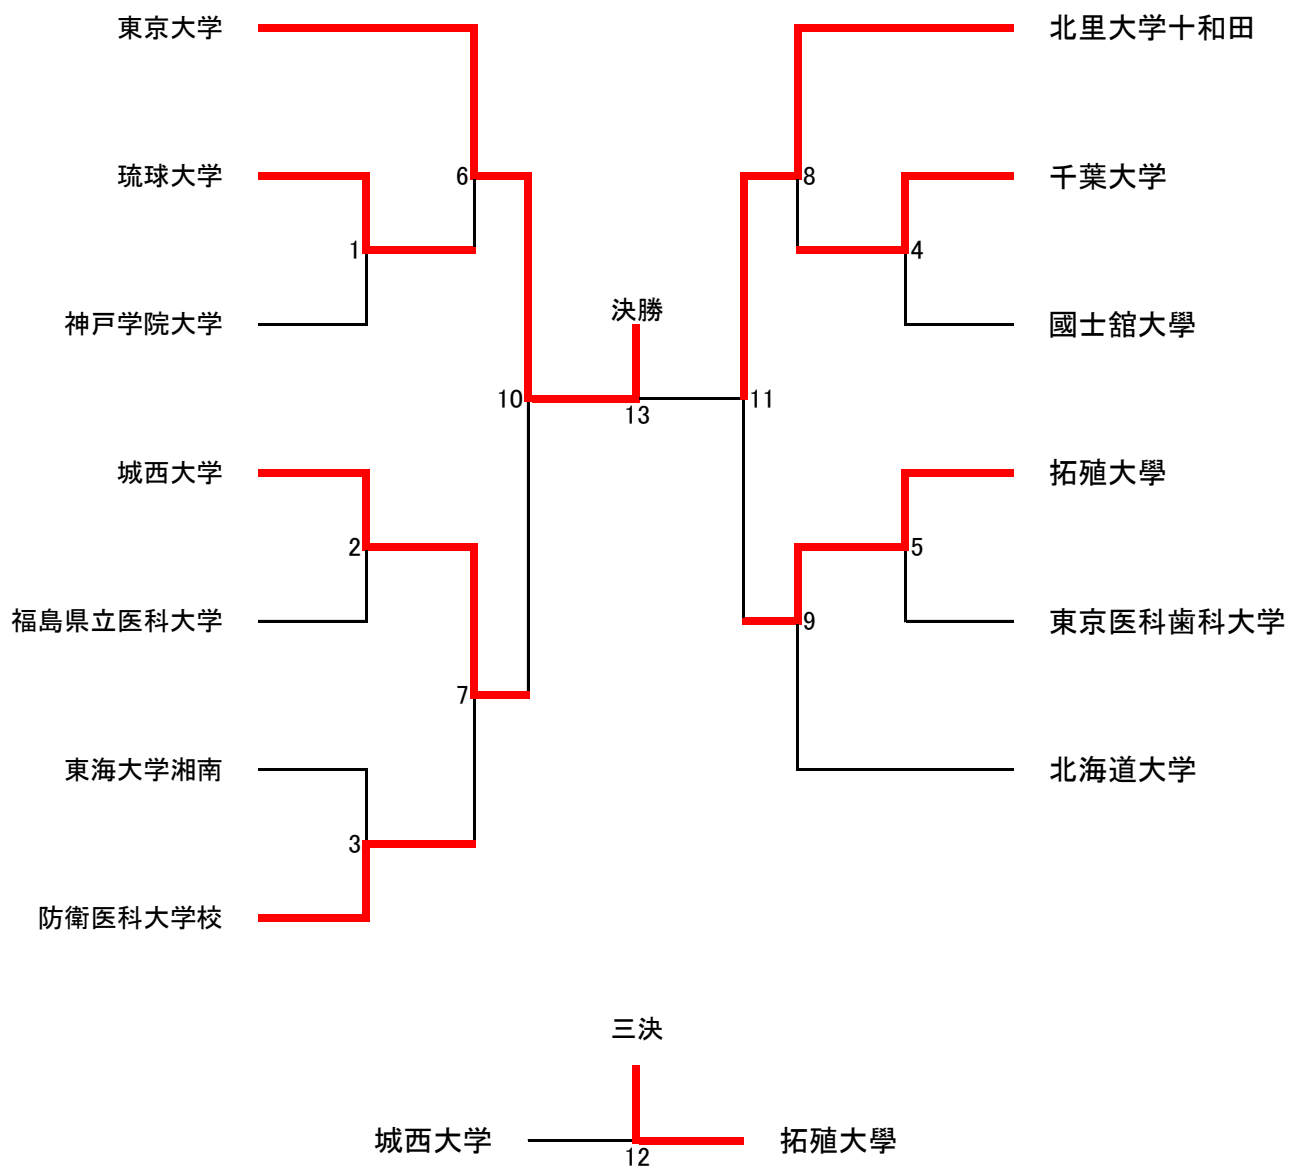 東京大学
北里大学十和田
琉球大学
6
8
千葉大学
1
4
神戸学院大学
決勝
國士舘大學
10
13
11
城西大学
拓殖大學
2
5
福島県立医科大学
9
東京医科歯科大学
7
東海大学湘南
北海道大学
3
防衛医科大学校
三決
城西大学
12
拓殖大學